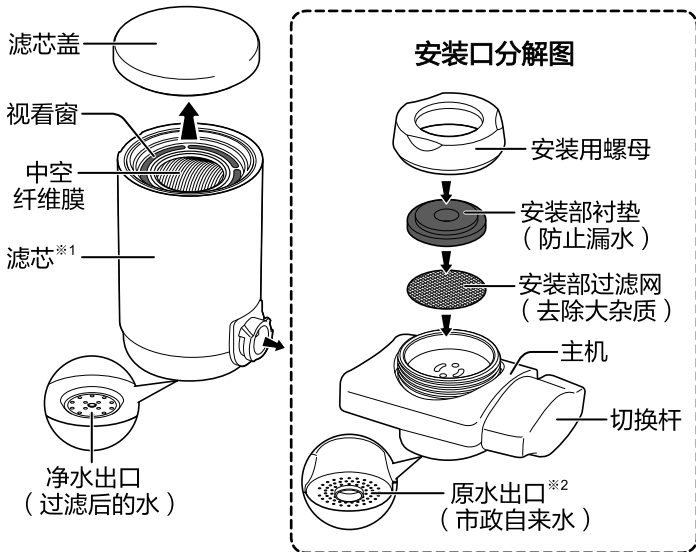 滤芯盖
视看窗
中空
纤维膜
滤芯※1
净水出口
（过滤后的水）
安装口分解图
安装用螺母
安装部衬垫
（防止漏水）
安装部过滤网
（去除大杂质）
主机
切换杆
原水出口※2
（市政自来水）